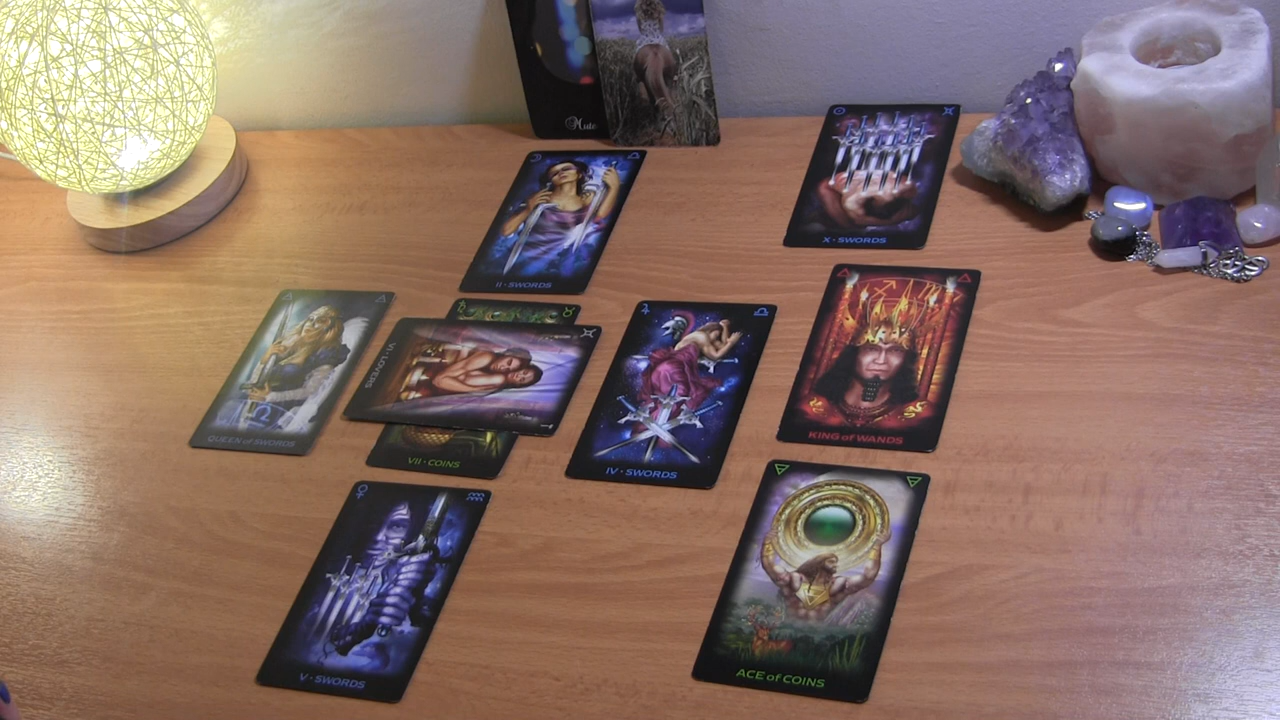 Mute
X • SWORDS
II • SWORDS
QUEEN of SWORDS
VI • LOVERS
VII • COINS
IV • SWORDS
KING of WANDS
V • SWORDS
ACE of COINS